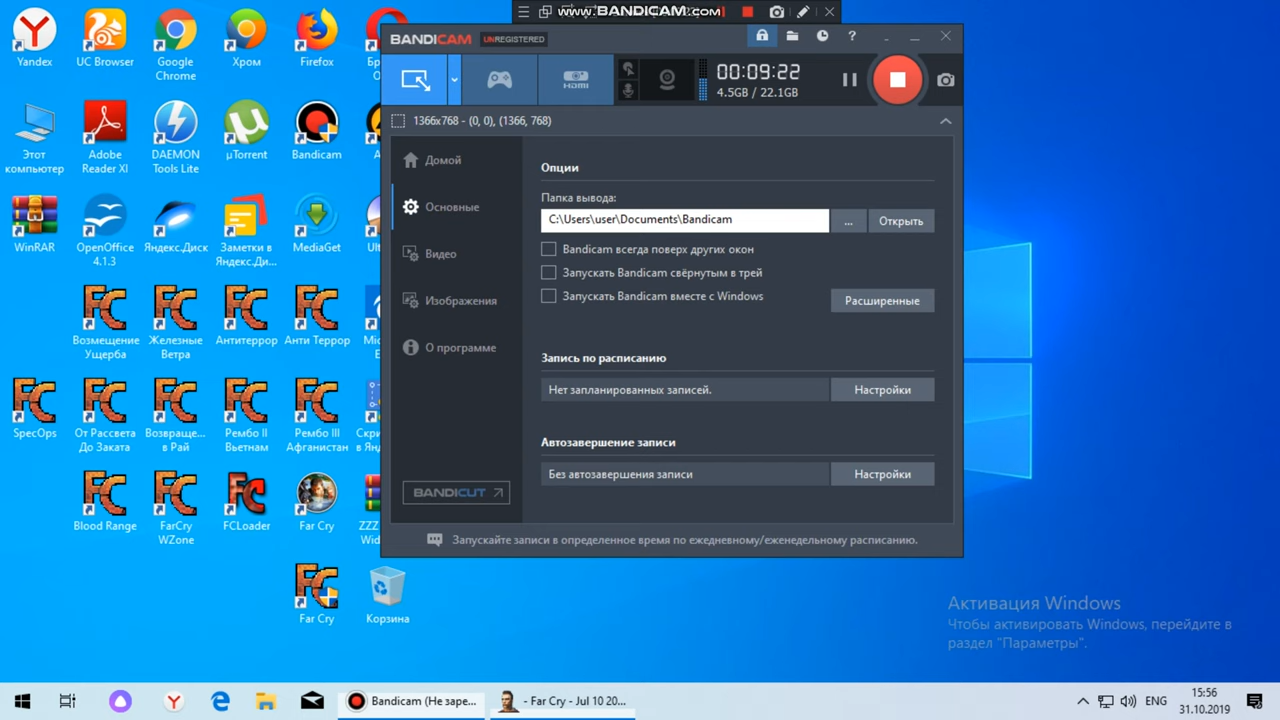 www.BANDICAM.com
BANDICAM UNREGISTERED
HDMI
00:09:22
4.5GB / 22.1GB
1366x768 - (0, 0), (1366, 768)
Домой
Основные
Видео
Изображения
О программе
BANDICUT
Опции
Папка вывода:
C:\Users\user\Documents\Bandicam
...
Открыть
Bandicam всегда поверх других окон
Запускать Bandicam свёрнутым в трей
Запускать Bandicam вместе с Windows
Расширенные
Запись по расписанию
Нет запланированных записей.
Настройки
Автозавершение записи
Без автозавершения записи
Настройки
Запускайте записи в определенное время по ежедневному/еженедельному расписанию.
Yandex
UC Browser
Google
Chrome
Хром
Firefox
Этот
компьютер
Adobe
Reader XI
DAEMON
Tools Lite
µTorrent
Bandicam
WinRAR
OpenOffice
4.1.3
Яндекс.Диск
Заметки в
Яндекс.Ди...
MediaGet
Возмещение
Ущерба
Железные
Ветра
Антитеррор
Анти Террор
SpecOps
От Рассвета
До Заката
Возвраще...
в Рай
Рембо II
Вьетнам
Рембо III
Афганистан
Blood Range
FarCry
WZone
FCLoader
Far Cry
Far Cry
Корзина
Активация Windows
Чтобы активировать Windows, перейдите в
раздел "Параметры".
Bandicam (Не заре...
- Far Cry - Jul 10 20...
ENG
15:56
31.10.2019